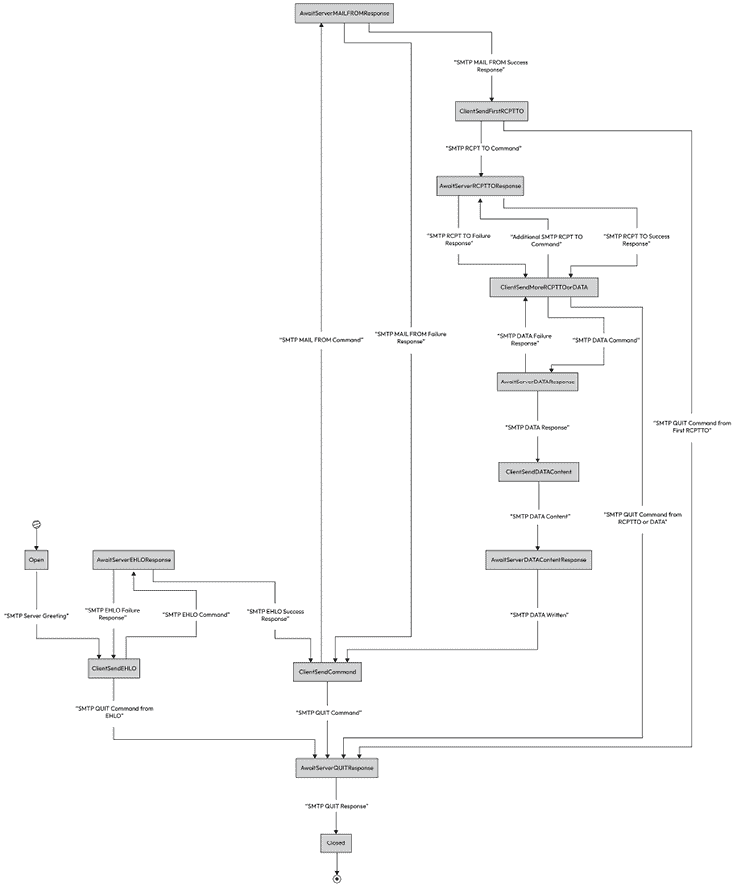 AwaitServerMAILFROMResponse
"SMTP MAIL FROM Success
Response"
ClientSendFirstRCPTTO
"SMTP RCPT TO Command"
AwaitServerRCPTTOResponse
"SMTP RCPT TO Failure
Response"
"Additional SMTP RCPT TO
Command"
"SMTP RCPT TO Success
Response"
ClientSendMoreRCPTTOorDATA
"SMTP MAIL FROM Command"
"SMTP MAIL FROM Failure
Response"
"SMTP DATA Failure
Response"
"SMTP DATA Command"
AwaitServerDATAResponse
"SMTP QUIT Command from
First RCPTTO"
"SMTP DATA Response"
ClientSendDATAContent
"SMTP DATA Content"
"SMTP QUIT Command from
RCPTTO or DATA"
Open
AwaitServerEHLOResponse
AwaitServerDATAContentResponse
"SMTP Server Greeting"
"SMTP EHLO Failure
Response"
"SMTP EHLO Command"
"SMTP EHLO Success
Response"
"SMTP DATA Written"
ClientSendEHLO
ClientSendCommand
"SMTP QUIT Command from
EHLO"
"SMTP QUIT Command"
AwaitServerQUITResponse
"SMTP QUIT Response"
Closed